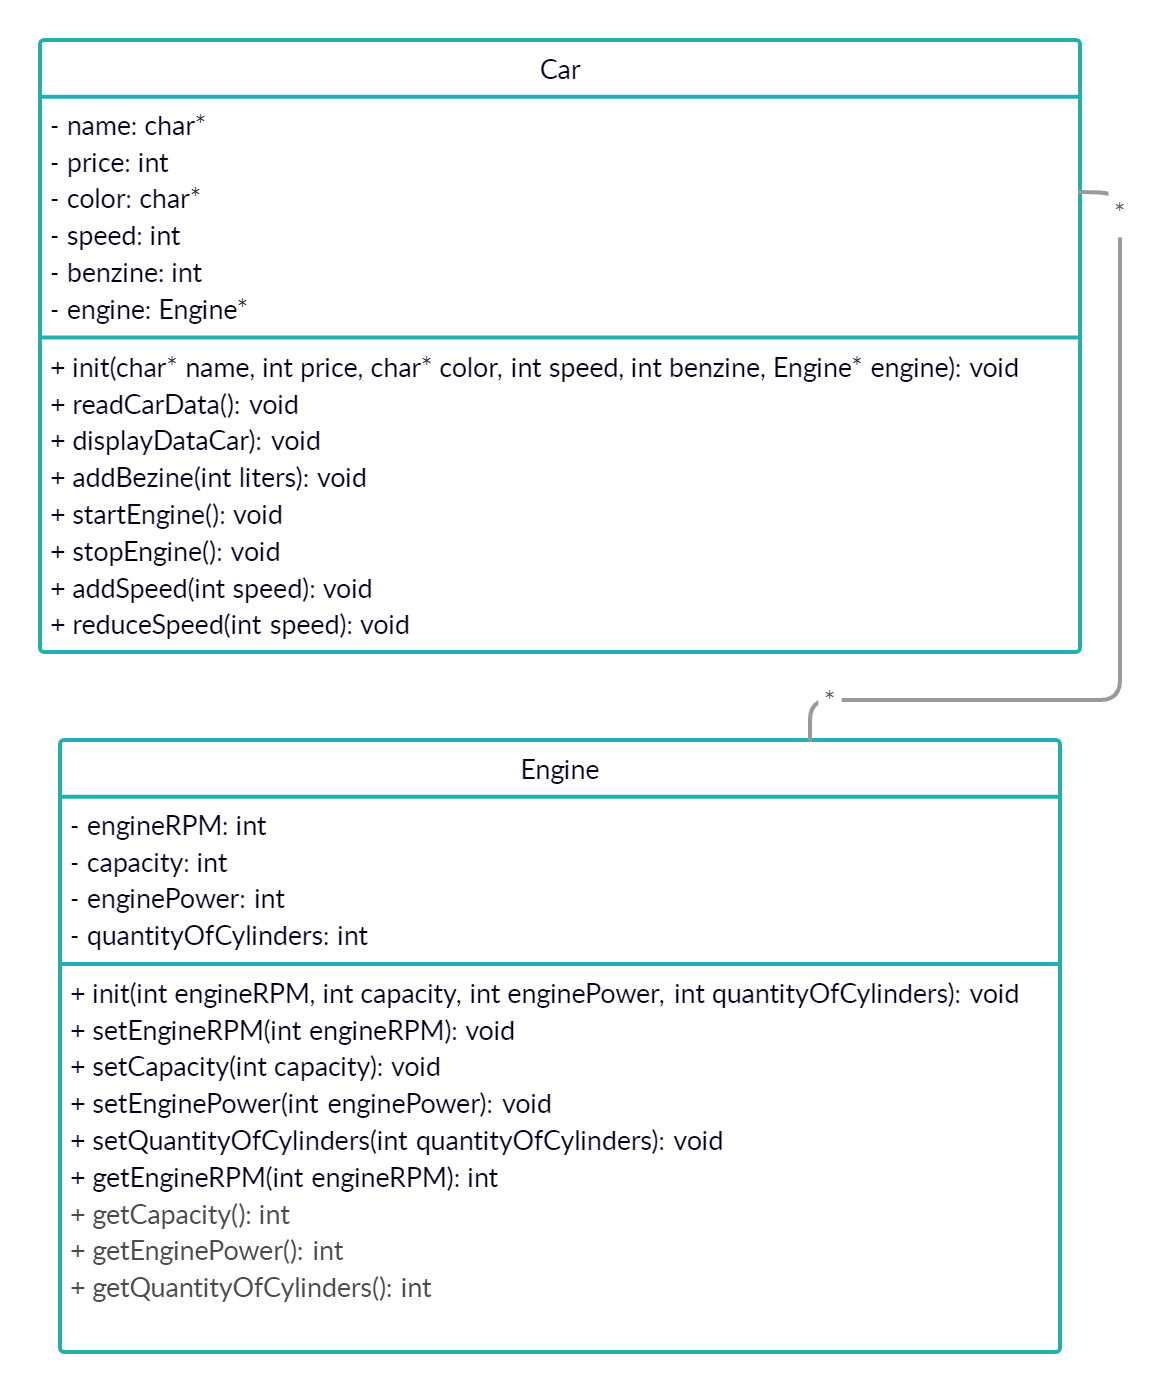 Car
- name: char*
- price: int
- color: char*
- speed: int
- benzine: int
- engine: Engine*
*
+ init(char* name, int price, char* color, int speed, int benzine, Engine* engine): void
+ readCarData(): void
+ displayDataCar): void
+ addBezine(int liters): void
+ startEngine(): void
+ stopEngine(): void
+ addSpeed(int speed): void
+ reduceSpeed(int speed): void
*
Engine
- engineRPM: int
- capacity: int
- enginePower: int
- quantityOfCylinders: int
+ init(int engineRPM, int capacity, int enginePower, int quantityOfCylinders): void
+ setEngineRPM(int engineRPM): void
+ setCapacity(int capacity): void
+ setEnginePower(int enginePower): void
+ setQuantityOfCylinders(int quantityOfCylinders): void
+ getEngineRPM(int engineRPM): int
+ getCapacity(): int
+ getEnginePower(): int
+ getQuantityOfCylinders(): int